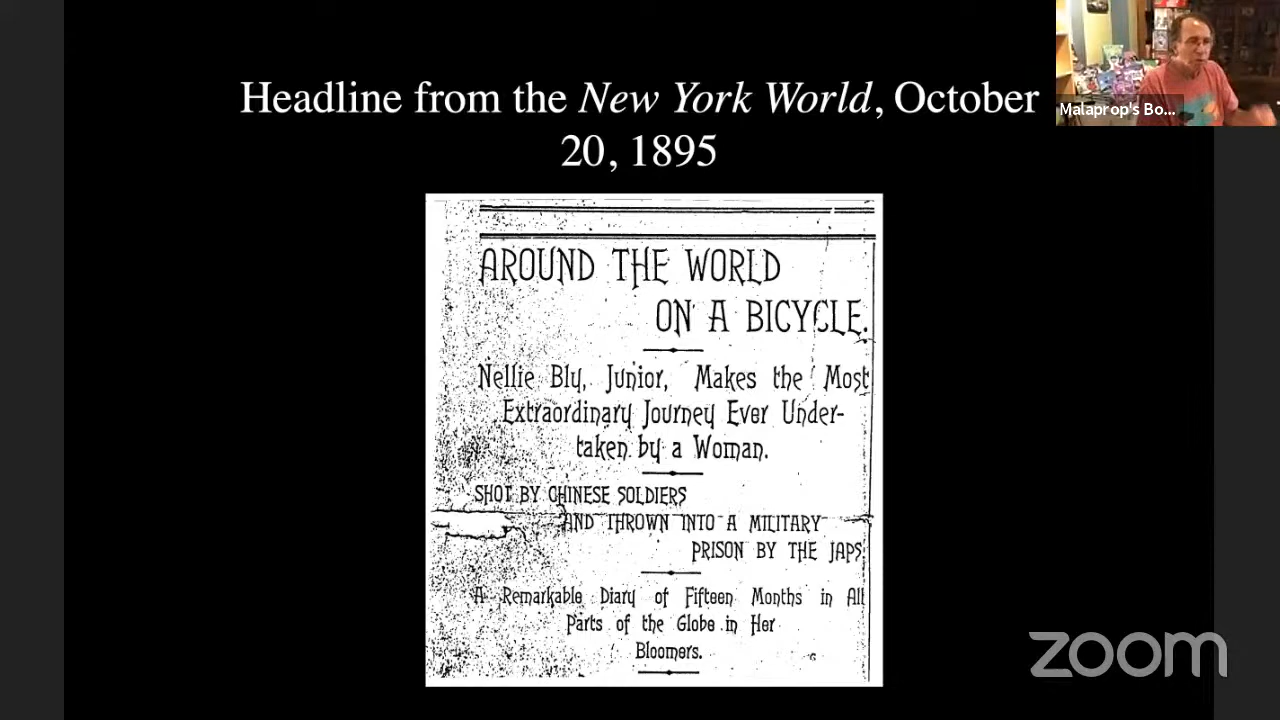 Headline from the New York World, October
20, 1895
Malaprop's Bo...
AROUND THE WORLD
ON A BICYCLE.
Nellie Bly, Junior, Makes the Most
Extraordinary Journey Ever Under-
taken by a Woman.
SHOT BY CHINESE SOLDIERS
AND THROWN INTO A MILITARY
PRISON BY THE JAPS.
A Remarkable Diary of Fifteen Months in All
Parts of the Globe in Her
Bloomers.
zoom